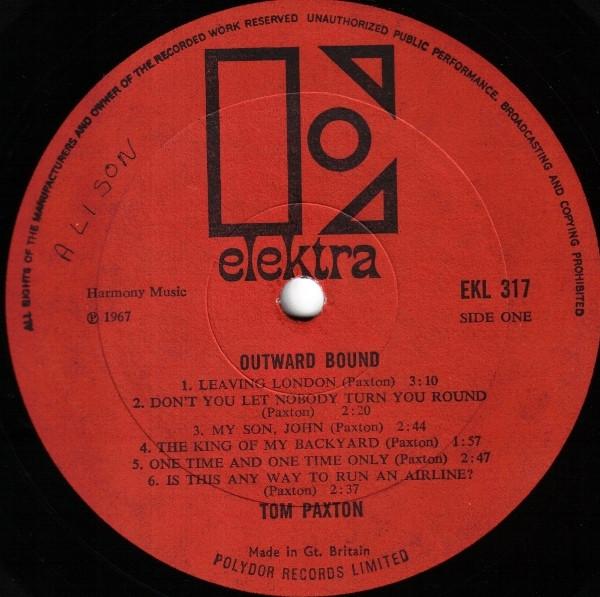 ALL RIGHTS OF THE MANUFACTURERS AND OWNER OF THE RECORDED WORK RESERVED UNAUTHORIZED PUBLIC PERFORMANCE, BROADCASTING AND COPYING PROHIBITED
ALISON
elektra
Harmony Music
℗ 1967
EKL 317
SIDE ONE
OUTWARD BOUND
1. LEAVING LONDON (Paxton) 3:10
2. DON'T YOU LET NOBODY TURN YOU ROUND
(Paxton) 2:20
3. MY SON, JOHN (Paxton) 2:44
4. THE KING OF MY BACKYARD (Paxton) 1:57
5. ONE TIME AND ONE TIME ONLY (Paxton) 2:47
6. IS THIS ANY WAY TO RUN AN AIRLINE?
(Paxton) 2:37
TOM PAXTON
Made in Gt. Britain
POLYDOR RECORDS LIMITED